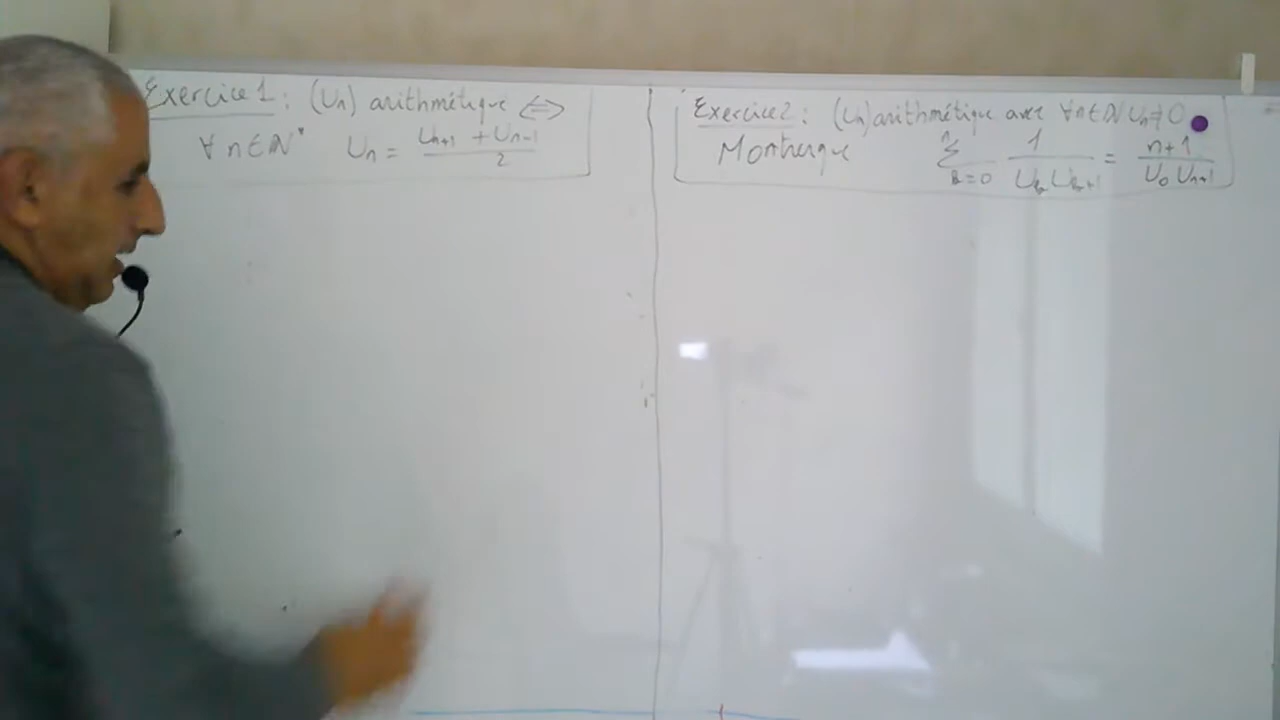 Exercice 1 : (Un) arithmétique ⇔
∀ n ∈ ℕ* Un = (Un+1 + Un-1) / 2
Exercice 2 : (Un) arithmétique avec ∀n∈ℕ Un≠0
Montrer que Σ_{k=0}^{n} 1 / (Uk Uk+1) = (n+1) / (U0 Un+1)